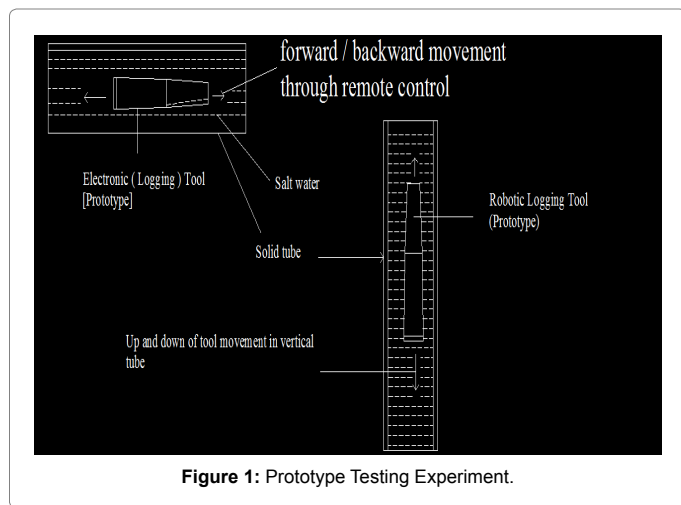 forward / backward movement
through remote control
Electronic ( Logging ) Tool
[Prototype]
Salt water
Solid tube
Robotic Logging Tool
(Prototype)
Up and down of tool movement in vertical
tube
Figure 1: Prototype Testing Experiment.